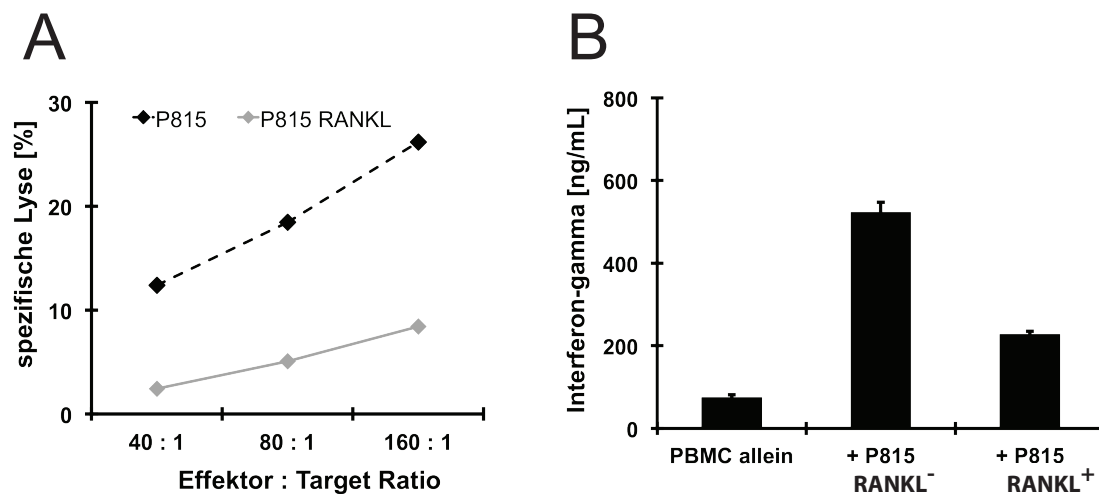 A
spezifische Lyse [%]
30
20
10
0
P815
P815 RANKL
40 : 1
80 : 1
160 : 1
Effektor : Target Ratio
B
Interferon-gamma [ng/mL]
800
600
400
200
0
PBMC allein
+ P815
RANKL⁻
+ P815
RANKL⁺